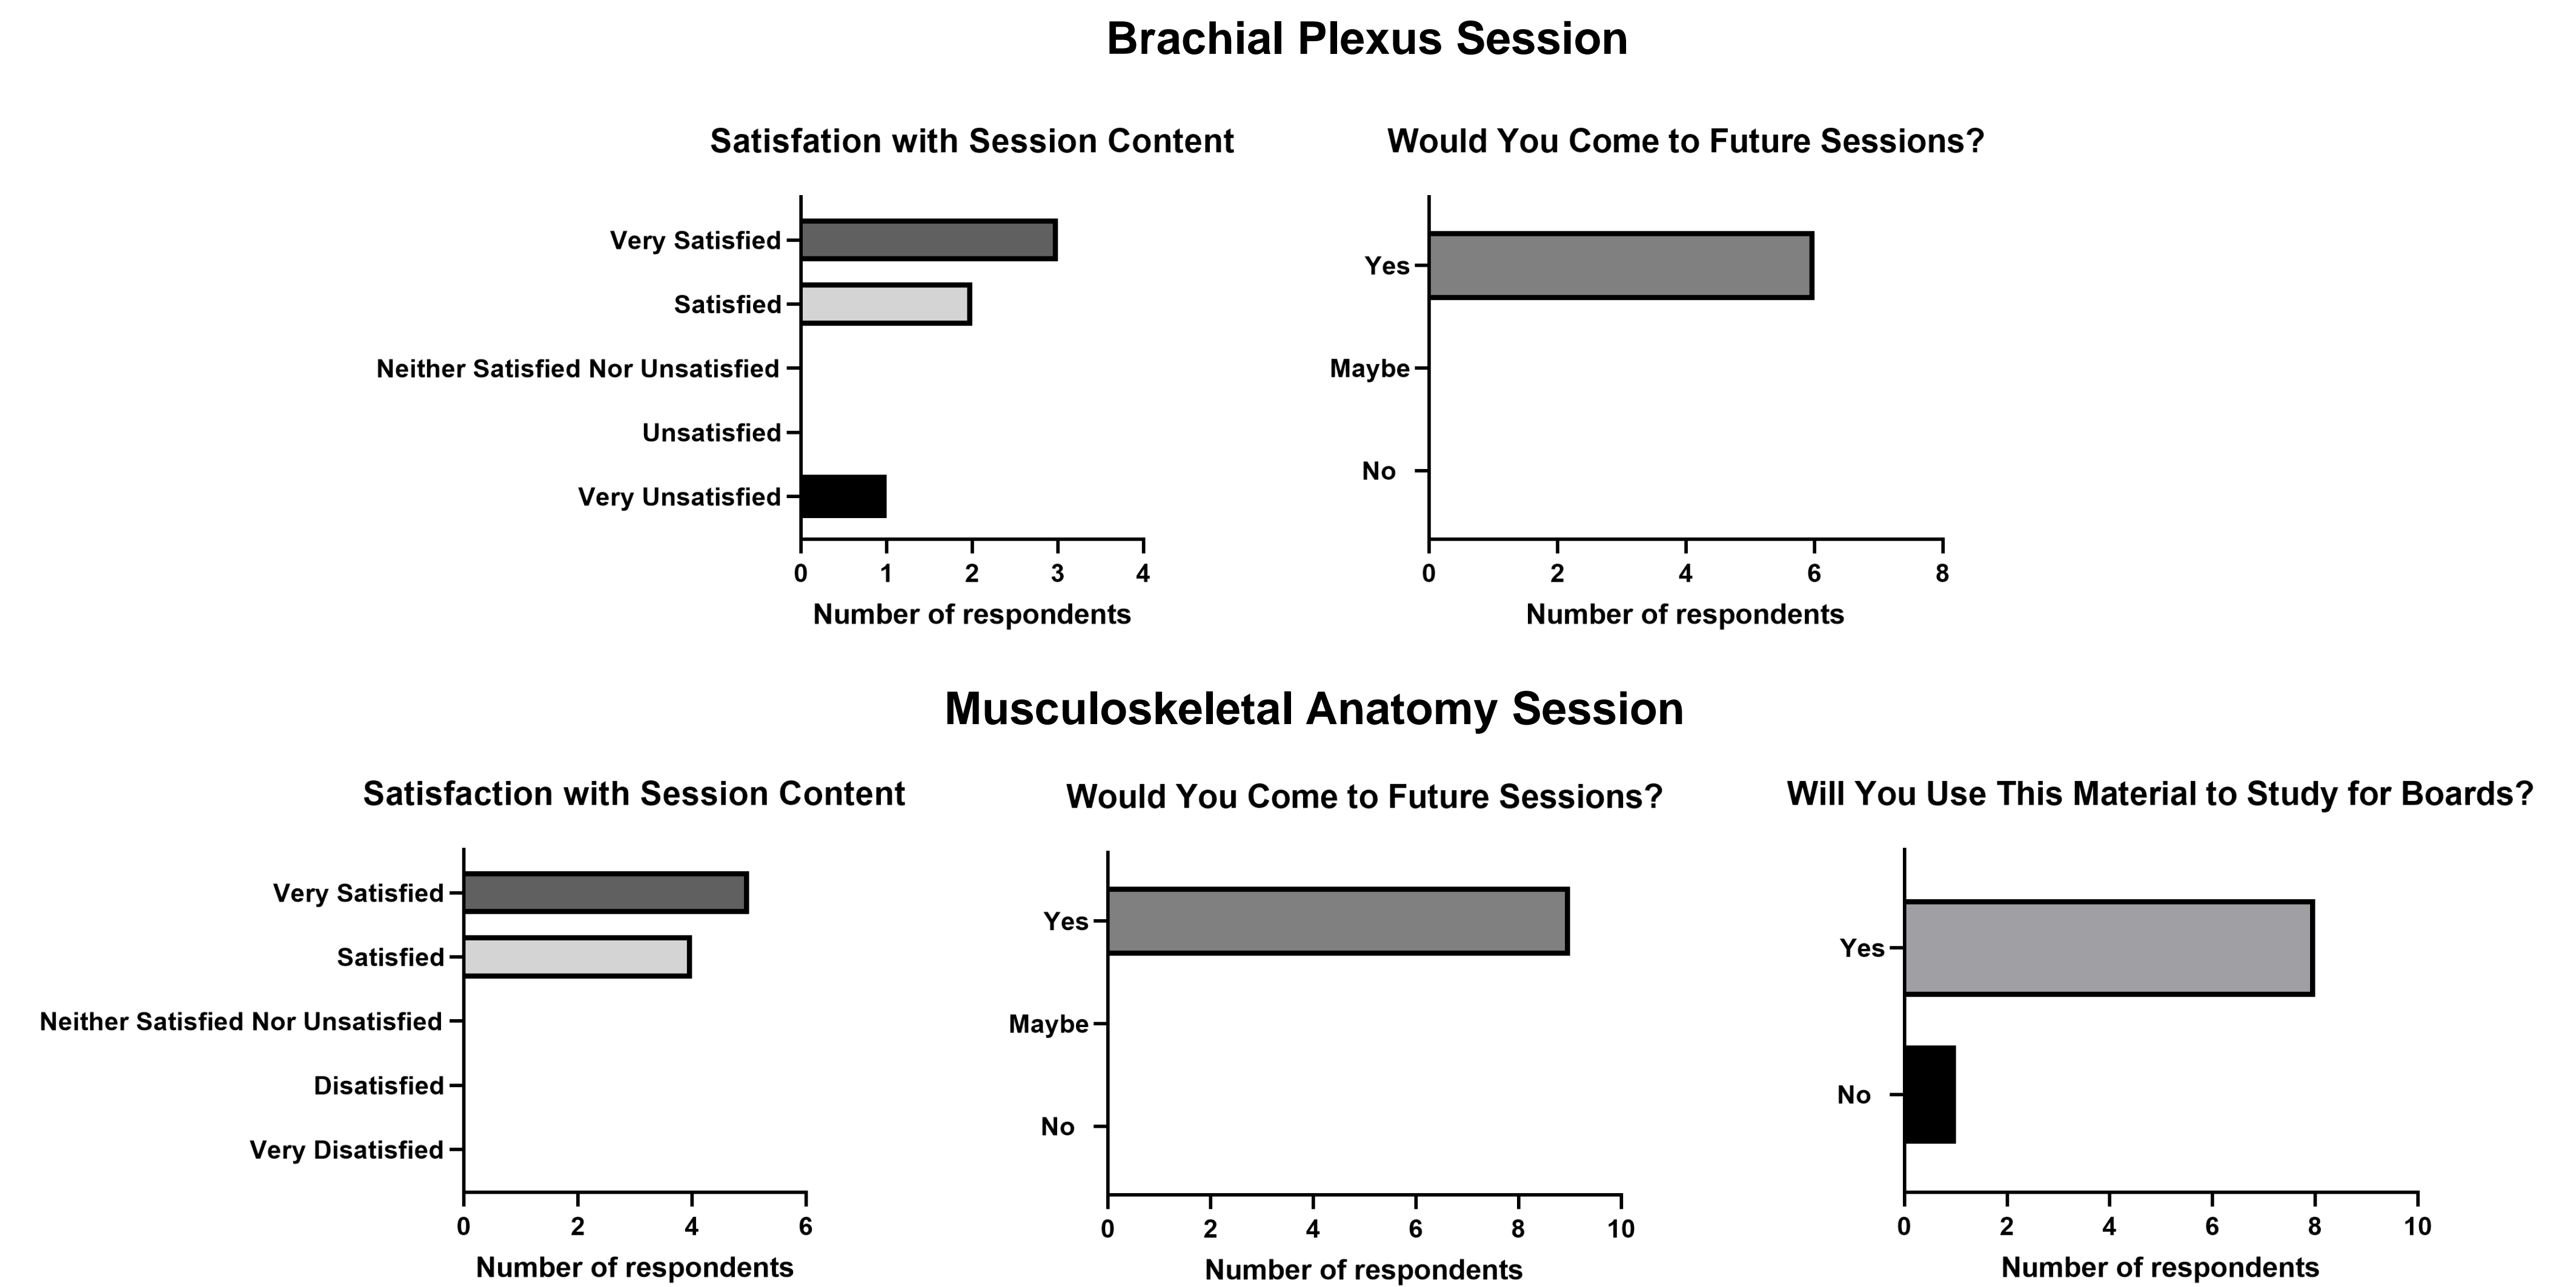 Brachial Plexus Session
Satisfation with Session Content
Very Satisfied
Satisfied
Neither Satisfied Nor Unsatisfied
Unsatisfied
Very Unsatisfied
0 1 2 3 4
Number of respondents
Would You Come to Future Sessions?
Yes
Maybe
No
0 2 4 6 8
Number of respondents
Musculoskeletal Anatomy Session
Satisfaction with Session Content
Very Satisfied
Satisfied
Neither Satisfied Nor Unsatisfied
Disatisfied
Very Disatisfied
0 2 4 6
Number of respondents
Would You Come to Future Sessions?
Yes
Maybe
No
0 2 4 6 8 10
Number of respondents
Will You Use This Material to Study for Boards?
Yes
No
0 2 4 6 8 10
Number of respondents